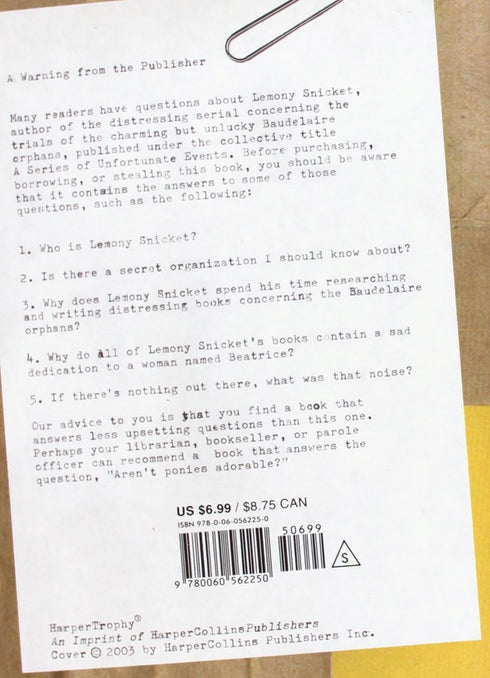 A Warning from the Publisher
Many readers have questions about Lemony Snicket,
author of the distressing serial concerning the
trials of the charming but unlucky Baudelaire
orphans, published under the collective title
A Series of Unfortunate Events. Before purchasing,
borrowing, or stealing this book, you should be aware
that it contains the answers to some of those
questions, such as the following:
1. Who is Lemony Snicket?
2. Is there a secret organization I should know about?
3. Why does Lemony Snicket spend his time researching
and writing distressing books concerning the Baudelaire
orphans?
4. Why do all of Lemony Snicket's books contain a sad
dedication to a woman named Beatrice?
5. If there's nothing out there, what was that noise?
Our advice to you is that you find a book that
answers less upsetting questions than this one.
Perhaps your librarian, bookseller, or parole
officer can recommend a book that answers the
question, "Aren't ponies adorable?"
US $6.99 / $8.75 CAN
ISBN 978-0-06-056225-0
50699
9 780060 562250
S
HarperTrophy®
An Imprint of HarperCollinsPublishers
Cover © 2003 by HarperCollins Publishers Inc.